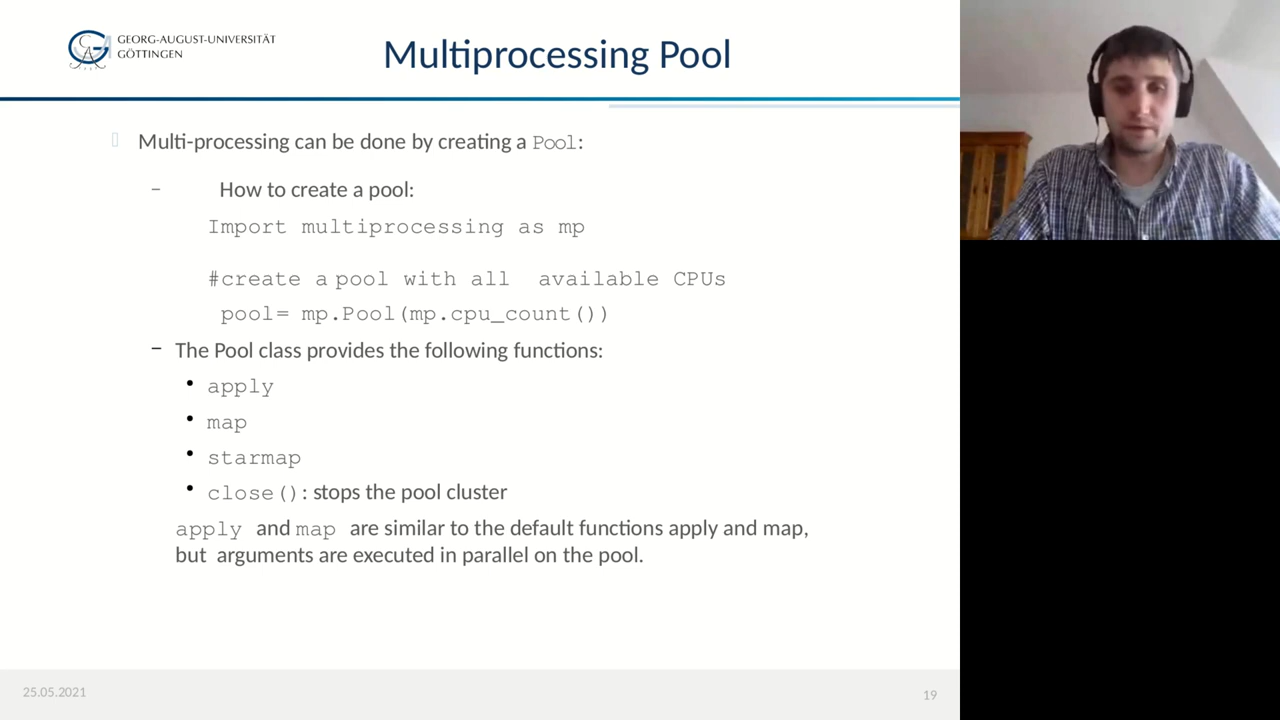 GEORG-AUGUST-UNIVERSITÄT
GÖTTINGEN
Multiprocessing Pool
Multi-processing can be done by creating a Pool:
– How to create a pool:
Import multiprocessing as mp
#create a pool with all available CPUs
pool= mp.Pool(mp.cpu_count())
– The Pool class provides the following functions:
• apply
• map
• starmap
• close(): stops the pool cluster
apply and map are similar to the default functions apply and map,
but arguments are executed in parallel on the pool.
25.05.2021
19